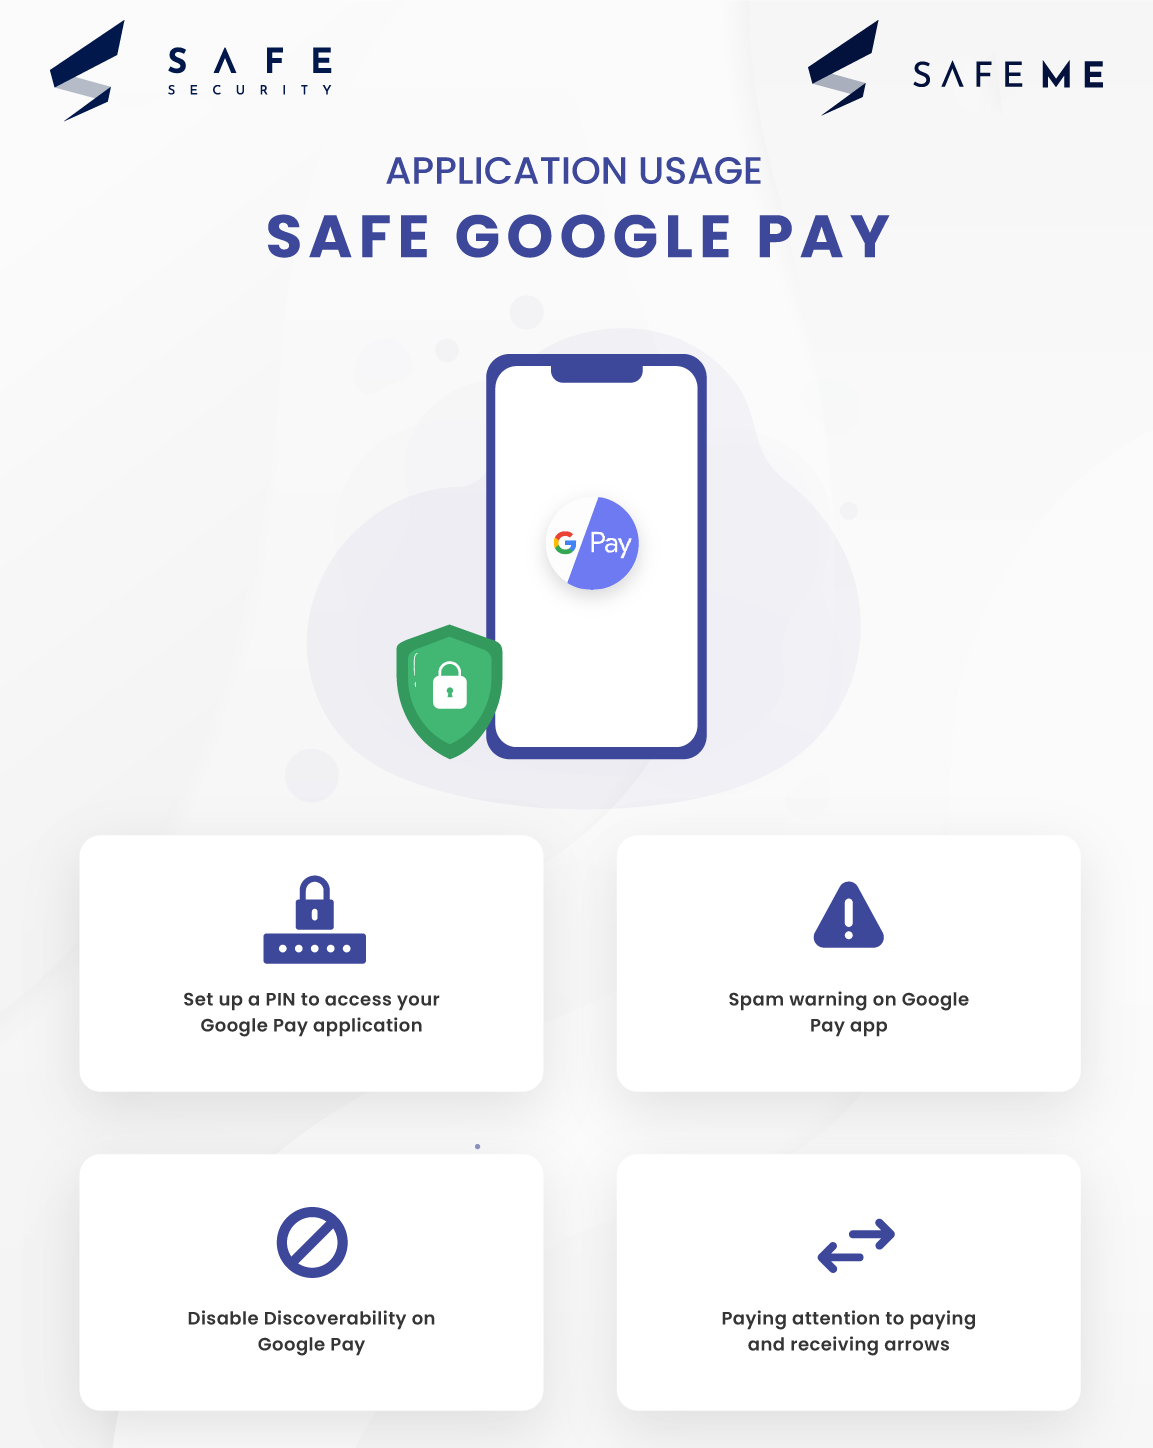 SAFE
SECURITY
SAFEME
APPLICATION USAGE
SAFE GOOGLE PAY
G Pay
Set up a PIN to access your
Google Pay application
Spam warning on Google
Pay app
Disable Discoverability on
Google Pay
Paying attention to paying
and receiving arrows